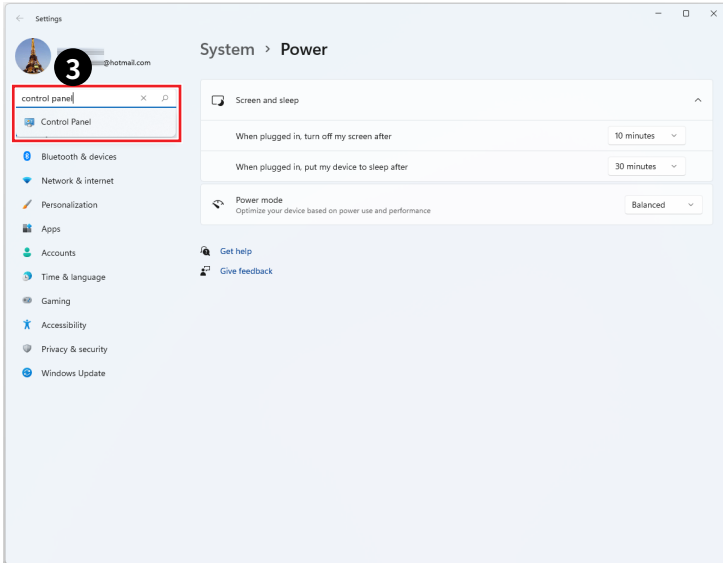 Settings
3
@hotmail.com
control panel
Control Panel
Bluetooth & devices
Network & internet
Personalization
Apps
Accounts
Time & language
Gaming
Accessibility
Privacy & security
Windows Update
System > Power
Screen and sleep
When plugged in, turn off my screen after 10 minutes
When plugged in, put my device to sleep after 30 minutes
Power mode
Optimize your device based on power use and performance
Balanced
Get help
Give feedback